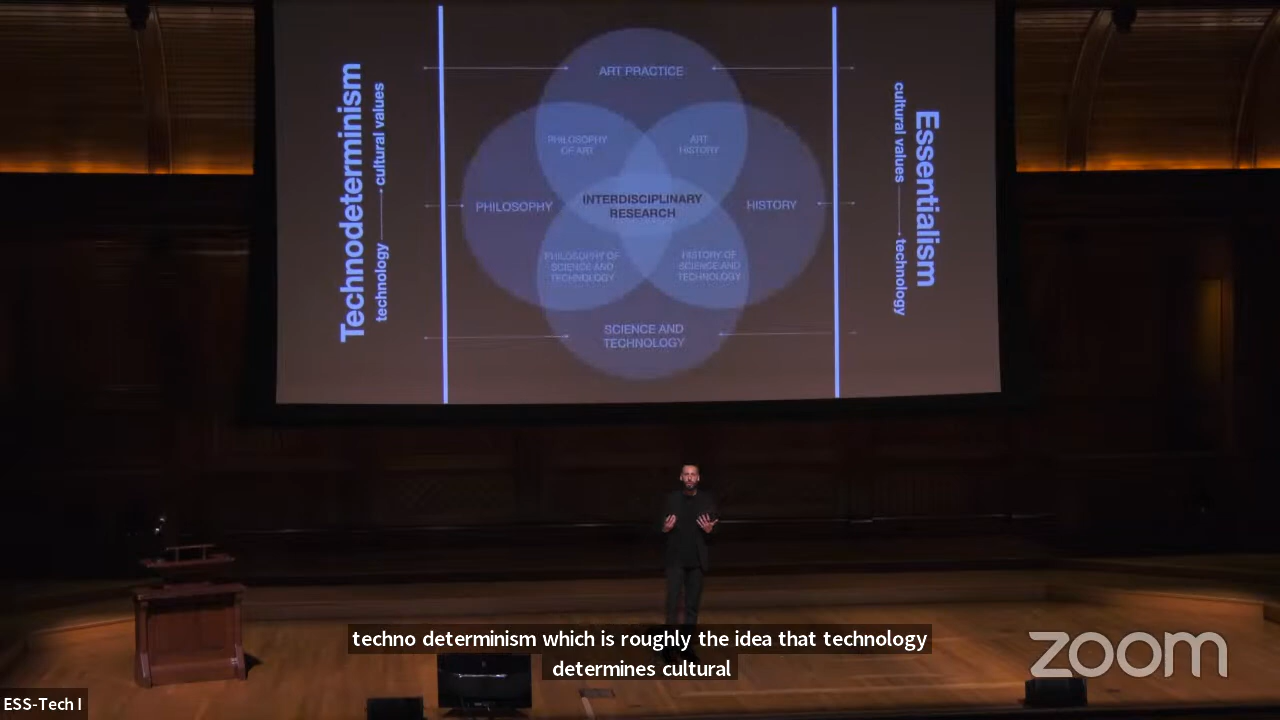 Technodeterminism
technology → cultural values
ART PRACTICE
PHILOSOPHY
OF ART
ART
HISTORY
PHILOSOPHY
INTERDISCIPLINARY
RESEARCH
HISTORY
PHILOSOPHY OF
SCIENCE AND
TECHNOLOGY
HISTORY OF
SCIENCE AND
TECHNOLOGY
SCIENCE AND
TECHNOLOGY
Essentialism
cultural values → technology
techno determinism which is roughly the idea that technology
determines cultural
zoom
ESS-Tech I